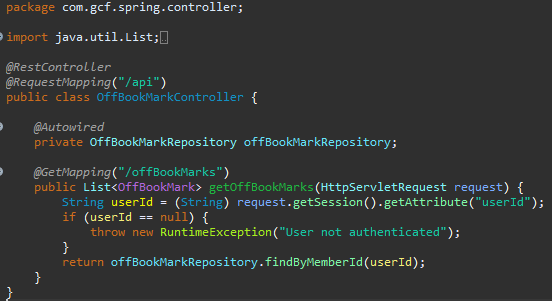 package com.gcf.spring.controller;
import java.util.List;
@RestController
@RequestMapping("/api")
public class OffBookMarkController {
@Autowired
private OffBookMarkRepository offBookMarkRepository;
@GetMapping("/offBookMarks")
public List<OffBookMark> getOffBookMarks(HttpServletRequest request) {
String userId = (String) request.getSession().getAttribute("userId");
if (userId == null) {
throw new RuntimeException("User not authenticated");
}
return offBookMarkRepository.findByMemberId(userId);
}
}